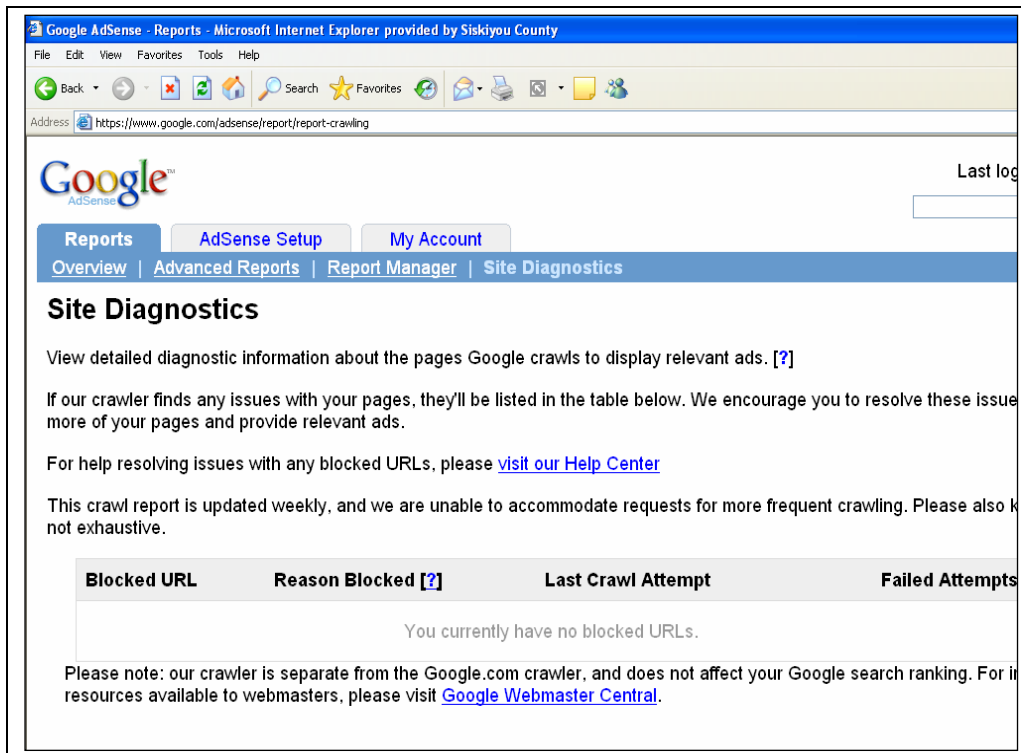 Google AdSense - Reports - Microsoft Internet Explorer provided by Siskiyou County
File Edit View Favorites Tools Help
Back Search Favorites
Address https://www.google.com/adsense/report/report-crawling
Google™
AdSense
Last log
Reports AdSense Setup My Account
Overview | Advanced Reports | Report Manager | Site Diagnostics
Site Diagnostics
View detailed diagnostic information about the pages Google crawls to display relevant ads. [?]
If our crawler finds any issues with your pages, they'll be listed in the table below. We encourage you to resolve these issue
more of your pages and provide relevant ads.
For help resolving issues with any blocked URLs, please visit our Help Center
This crawl report is updated weekly, and we are unable to accommodate requests for more frequent crawling. Please also k
not exhaustive.
Blocked URL Reason Blocked [?] Last Crawl Attempt Failed Attempts
You currently have no blocked URLs.
Please note: our crawler is separate from the Google.com crawler, and does not affect your Google search ranking. For i
resources available to webmasters, please visit Google Webmaster Central.